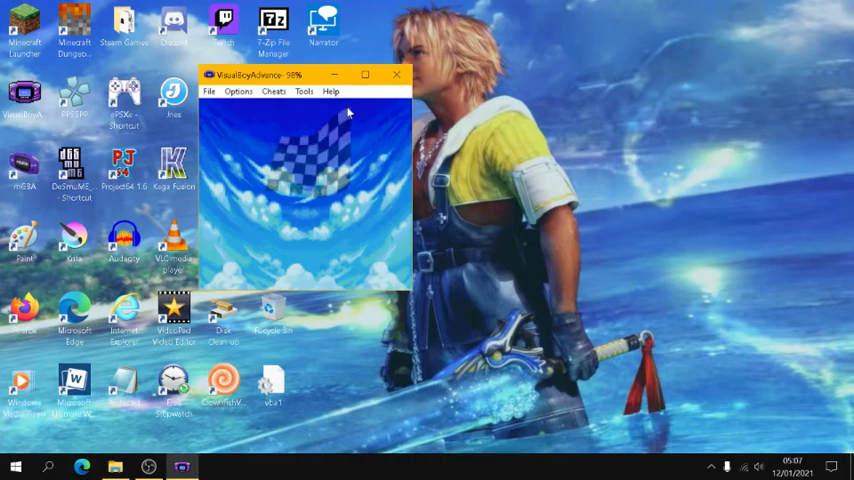 Minecraft Launcher
Minecraft Dungeo...
Steam Games
Discord
Twitch
7-Zip File Manager
Narrator
VisualBoyAdvance- 98%
File Options Cheats Tools Help
VisualBoyA...
PPSSPP
ePSXe - Shortcut
Jnes
mGBA
DeSmuME_... - Shortcut
Project64 1.6
Kega Fusion
Paint
Krita
Audacity
VLC media player
Firefox
Microsoft Edge
Internet Explorer
VideoPad Video Editor
Disk Clean-up
Recycle Bin
Windows Media Player
Microsoft
Notepad
Free Stopwatch
ClownfishV...
vba1
05:07
12/01/2021